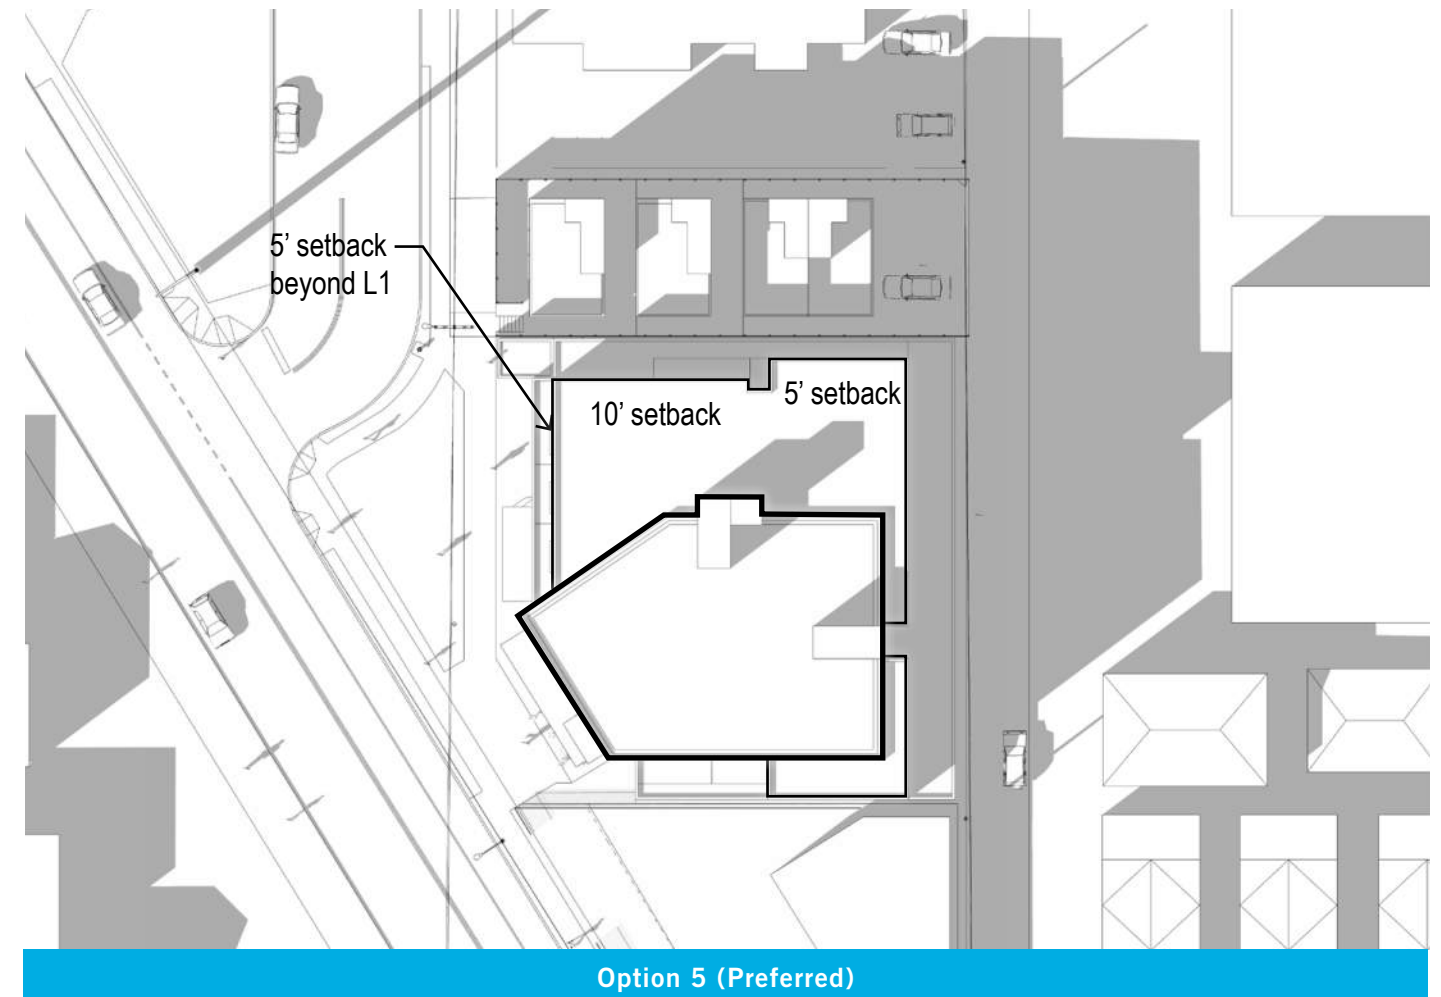 5’ setback
beyond L1
10’ setback
5’ setback
Option 5 (Preferred)